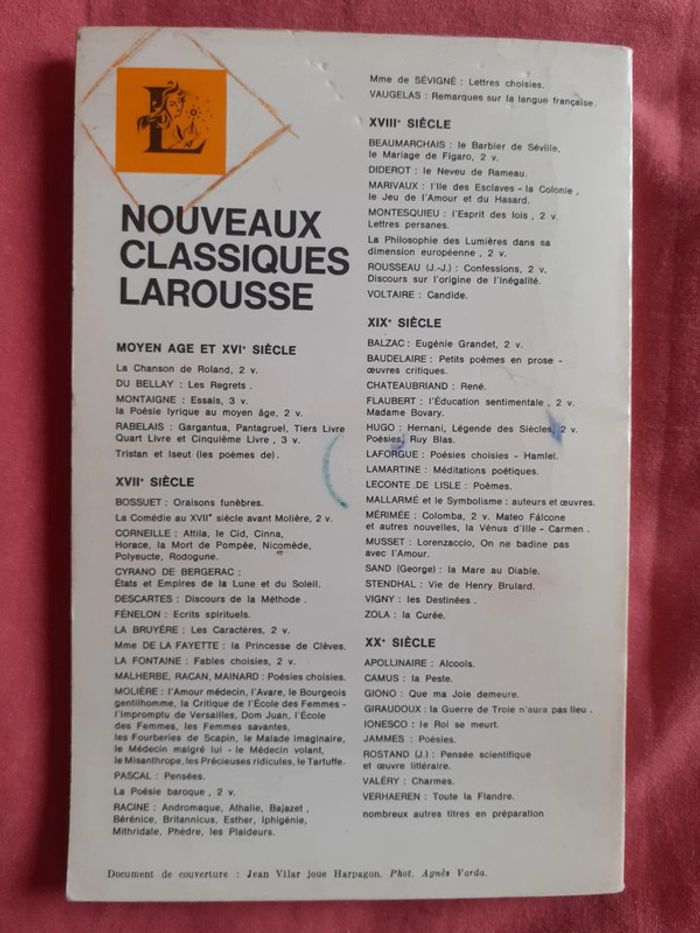 L
NOUVEAUX
CLASSIQUES
LAROUSSE
MOYEN AGE ET XVIᵉ SIÈCLE
La Chanson de Roland, 2 v.
DU BELLAY : Les Regrets .
MONTAIGNE : Essais, 3 v.
la Poésie lyrique au moyen âge, 2 v.
RABELAIS : Gargantua, Pantagruel, Tiers Livre
Quart Livre et Cinquième Livre , 3 v.
Tristan et Iseut (les poèmes de).
XVIIᵉ SIÈCLE
BOSSUET : Oraisons funèbres.
La Comédie au XVIIᵉ siècle avant Molière, 2 v.
CORNEILLE : Attila, le Cid, Cinna,
Horace, la Mort de Pompée, Nicomède,
Polyeucte, Rodogune.
CYRANO DE BERGERAC :
États et Empires de la Lune et du Soleil.
DESCARTES : Discours de la Méthode .
FÉNELON : Ecrits spirituels.
LA BRUYÈRE : Les Caractères, 2 v.
Mme DE LA FAYETTE : la Princesse de Clèves.
LA FONTAINE : Fables choisies, 2 v.
MALHERBE, RACAN, MAINARD : Poésies choisies.
MOLIÈRE : l'Amour médecin, l'Avare, le Bourgeois
gentilhomme, la Critique de l'École des Femmes -
l'Impromptu de Versailles, Dom Juan, l'École
des Femmes, les Femmes savantes,
les Fourberies de Scapin, le Malade imaginaire,
le Médecin malgré lui - le Médecin volant,
le Misanthrope, les Précieuses ridicules, le Tartuffe.
PASCAL : Pensées.
La Poésie baroque , 2 v.
RACINE : Andromaque, Athalie, Bajazet ,
Bérénice, Britannicus, Esther, Iphigénie,
Mithridate, Phèdre, les Plaideurs.
Mme de SÉVIGNÉ : Lettres choisies.
VAUGELAS : Remarques sur la langue française.
XVIIIᵉ SIÈCLE
BEAUMARCHAIS : le Barbier de Séville,
le Mariage de Figaro, 2 v.
DIDEROT : le Neveu de Rameau.
MARIVAUX : l'Ile des Esclaves - la Colonie ,
le Jeu de l'Amour et du Hasard.
MONTESQUIEU : l'Esprit des lois , 2 v.
Lettres persanes.
La Philosophie des Lumières dans sa
dimension européenne , 2 v.
ROUSSEAU (J.-J.) : Confessions, 2 v.
Discours sur l'origine de l'Inégalité.
VOLTAIRE : Candide.
XIXᵉ SIÈCLE
BALZAC : Eugénie Grandet, 2 v.
BAUDELAIRE : Petits poèmes en prose -
œuvres critiques.
CHATEAUBRIAND : René.
FLAUBERT : l'Éducation sentimentale , 2 v.
Madame Bovary.
HUGO : Hernani, Légende des Siècles, 2 v.
Poésies, Ruy Blas.
LAFORGUE : Poésies choisies - Hamlet.
LAMARTINE : Méditations poétiques.
LECONTE DE LISLE : Poèmes.
MALLARMÉ et le Symbolisme : auteurs et œuvres.
MÉRIMÉE : Colomba, 2 v. Mateo Falcone
et autres nouvelles, la Vénus d'Ille - Carmen .
MUSSET : Lorenzaccio, On ne badine pas
avec l'Amour.
SAND (George) : la Mare au Diable.
STENDHAL : Vie de Henry Brulard.
VIGNY : les Destinées .
ZOLA : la Curée.
XXᵉ SIÈCLE
APOLLINAIRE : Alcools.
CAMUS : la Peste.
GIONO : Que ma Joie demeure.
GIRAUDOUX : la Guerre de Troie n'aura pas lieu .
IONESCO : le Roi se meurt.
JAMMES : Poésies.
ROSTAND (J.) : Pensée scientifique
et œuvre littéraire.
VALÉRY : Charmes.
VERHAEREN : Toute la Flandre.
nombreux autres titres en préparation
Document de couverture : Jean Vilar joue Harpagon. Phot. Agnès Varda.